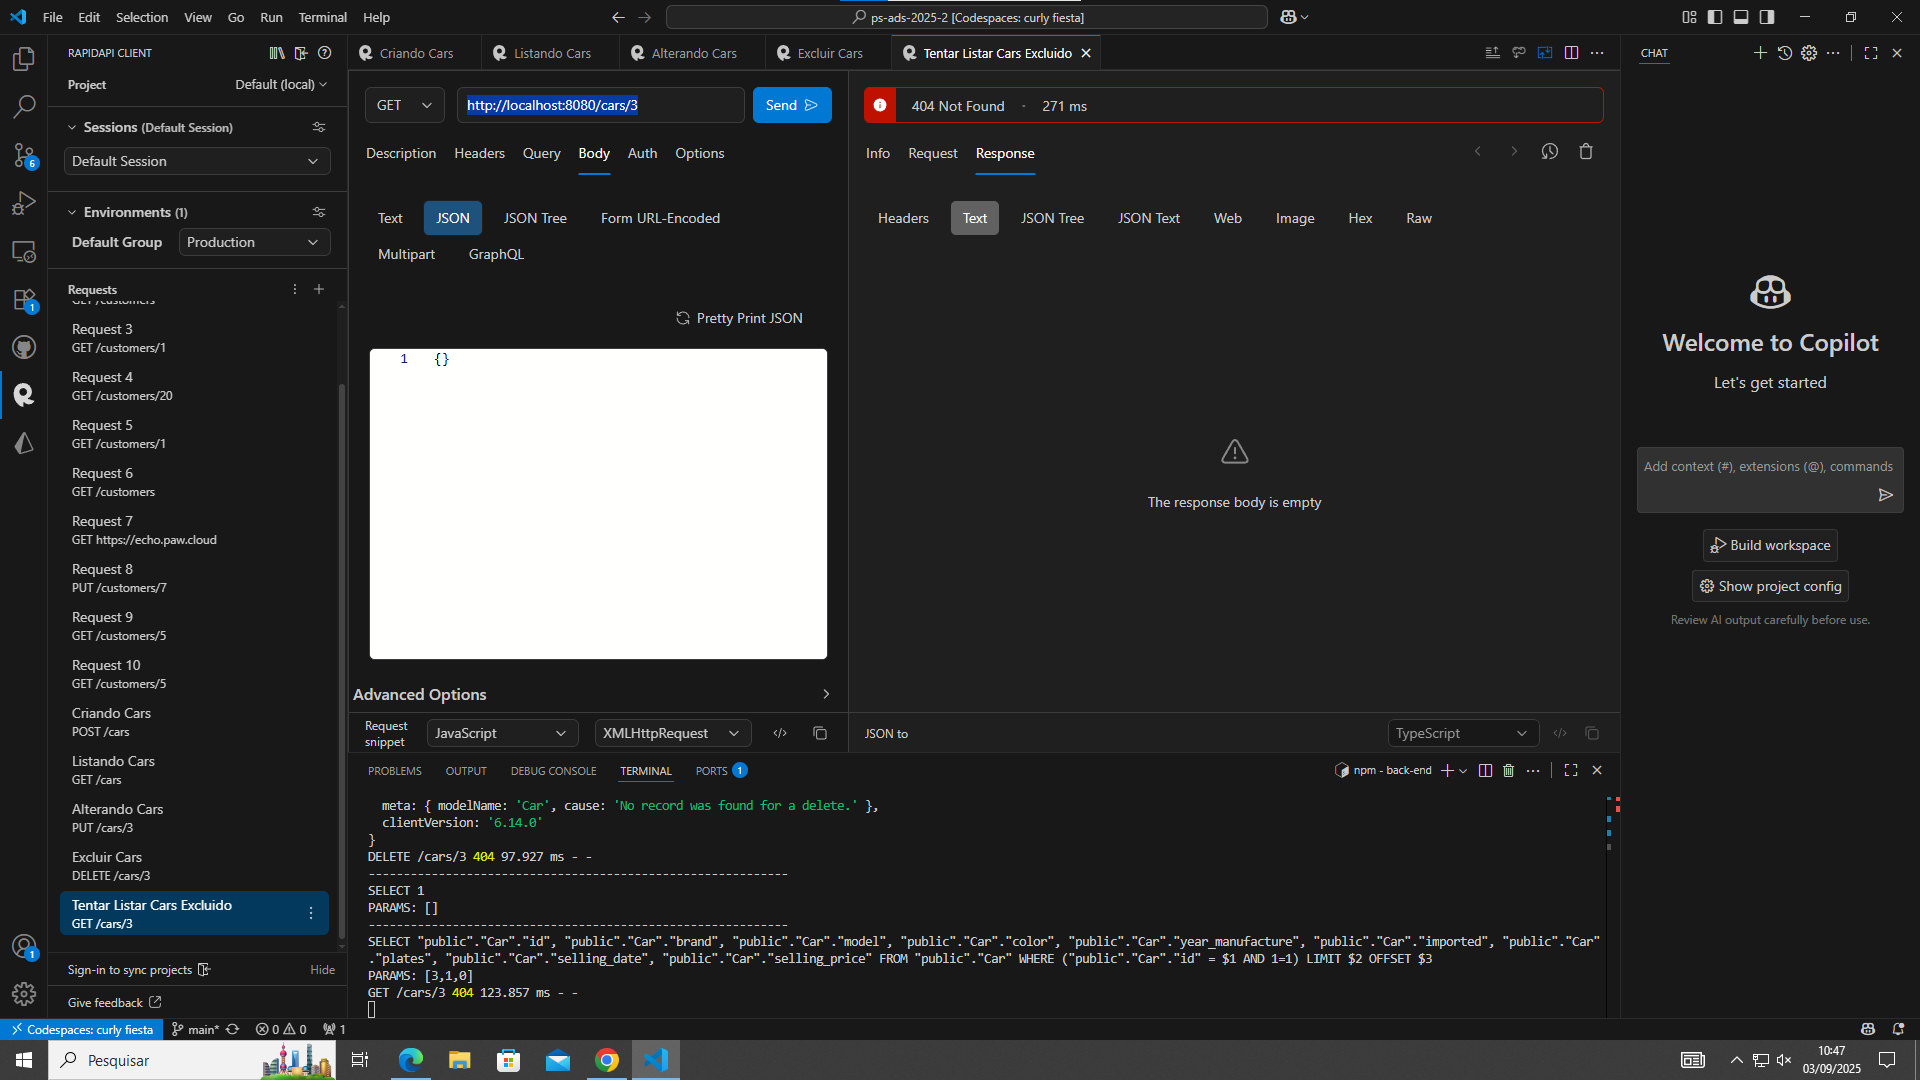 File Edit Selection View Go Run Terminal Help
ps-ads-2025-2 [Codespaces: curly fiesta]
RAPIDAPI CLIENT
Criando Cars
Listando Cars
Alterando Cars
Excluir Cars
Tentar Listar Cars Excluido
CHAT
Project
Default (local)
Sessions (Default Session)
Default Session
Environments (1)
Default Group
Production
Requests
GET /customers
Request 3
GET /customers/1
Request 4
GET /customers/20
Request 5
GET /customers/1
Request 6
GET /customers
Request 7
GET https://echo.paw.cloud
Request 8
PUT /customers/7
Request 9
GET /customers/5
Request 10
GET /customers/5
Criando Cars
POST /cars
Listando Cars
GET /cars
Alterando Cars
PUT /cars/3
Excluir Cars
DELETE /cars/3
Tentar Listar Cars Excluido
GET /cars/3
Sign-in to sync projects
Hide
Give feedback
GET
http://localhost:8080/cars/3
Send
Description Headers Query Body Auth Options
Text JSON JSON Tree Form URL-Encoded
Multipart GraphQL
Pretty Print JSON
1 {}
Advanced Options
Request snippet
JavaScript
XMLHttpRequest
404 Not Found · 271 ms
Info Request Response
Headers Text JSON Tree JSON Text Web Image Hex Raw
The response body is empty
JSON to
TypeScript
PROBLEMS OUTPUT DEBUG CONSOLE TERMINAL PORTS 1
npm - back-end
meta: { modelName: 'Car', cause: 'No record was found for a delete.' },
clientVersion: '6.14.0'
}
DELETE /cars/3 404 97.927 ms - -
------------------------------------------------------------
SELECT 1
PARAMS: []
------------------------------------------------------------
SELECT "public"."Car"."id", "public"."Car"."brand", "public"."Car"."model", "public"."Car"."color", "public"."Car"."year_manufacture", "public"."Car"."imported", "public"."Car"
."plates", "public"."Car"."selling_date", "public"."Car"."selling_price" FROM "public"."Car" WHERE ("public"."Car"."id" = $1 AND 1=1) LIMIT $2 OFFSET $3
PARAMS: [3,1,0]
GET /cars/3 404 123.857 ms - -
Welcome to Copilot
Let's get started
Add context (#), extensions (@), commands
Build workspace
Show project config
Review AI output carefully before use.
6
1
1
Codespaces: curly fiesta
main*
0 0
1
Pesquisar
10:47
03/09/2025